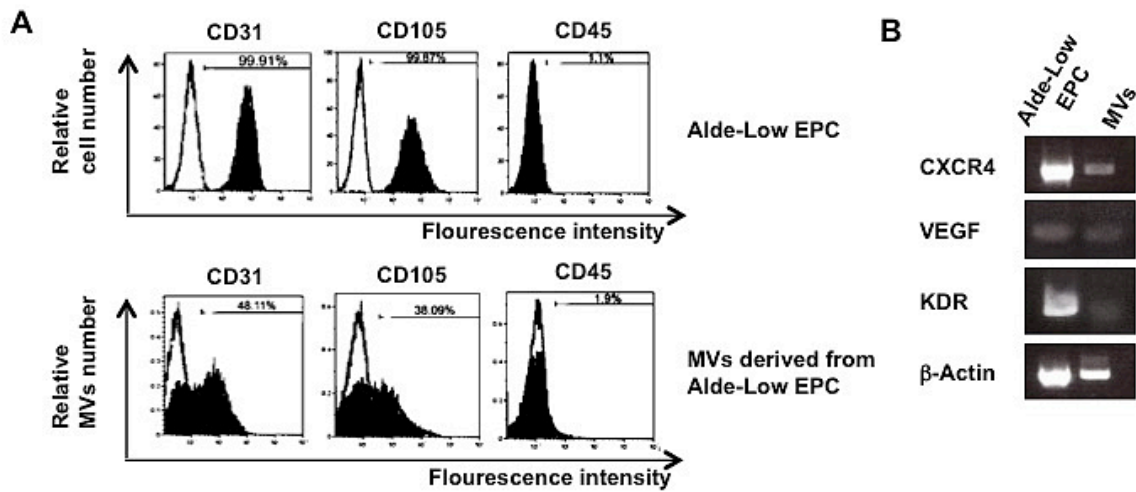 A
CD31
CD105
CD45
99.91%
99.87%
1.1%
Relative
cell number
Alde-Low EPC
Flourescence intensity
CD31
CD105
CD45
48.11%
38.09%
1.9%
Relative
MVs number
MVs derived from
Alde-Low EPC
Flourescence intensity
B
Alde-Low
EPC
MVs
CXCR4
VEGF
KDR
β-Actin